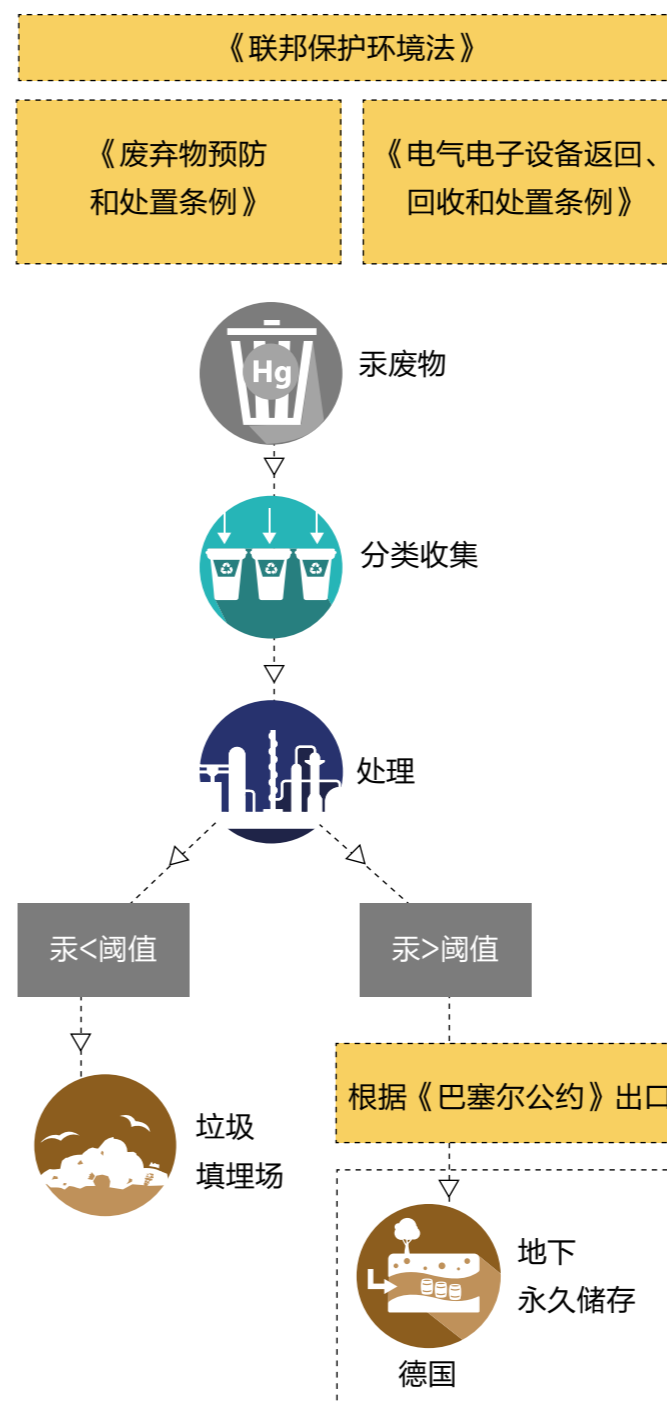 《联邦保护环境法》
《废弃物预防
和处置条例》
《电气电子设备返回、
回收和处置条例》
Hg
汞废物
分类收集
处理
汞<阈值
汞>阈值
根据《巴塞尔公约》出口
垃圾
填埋场
地下
永久储存
德国